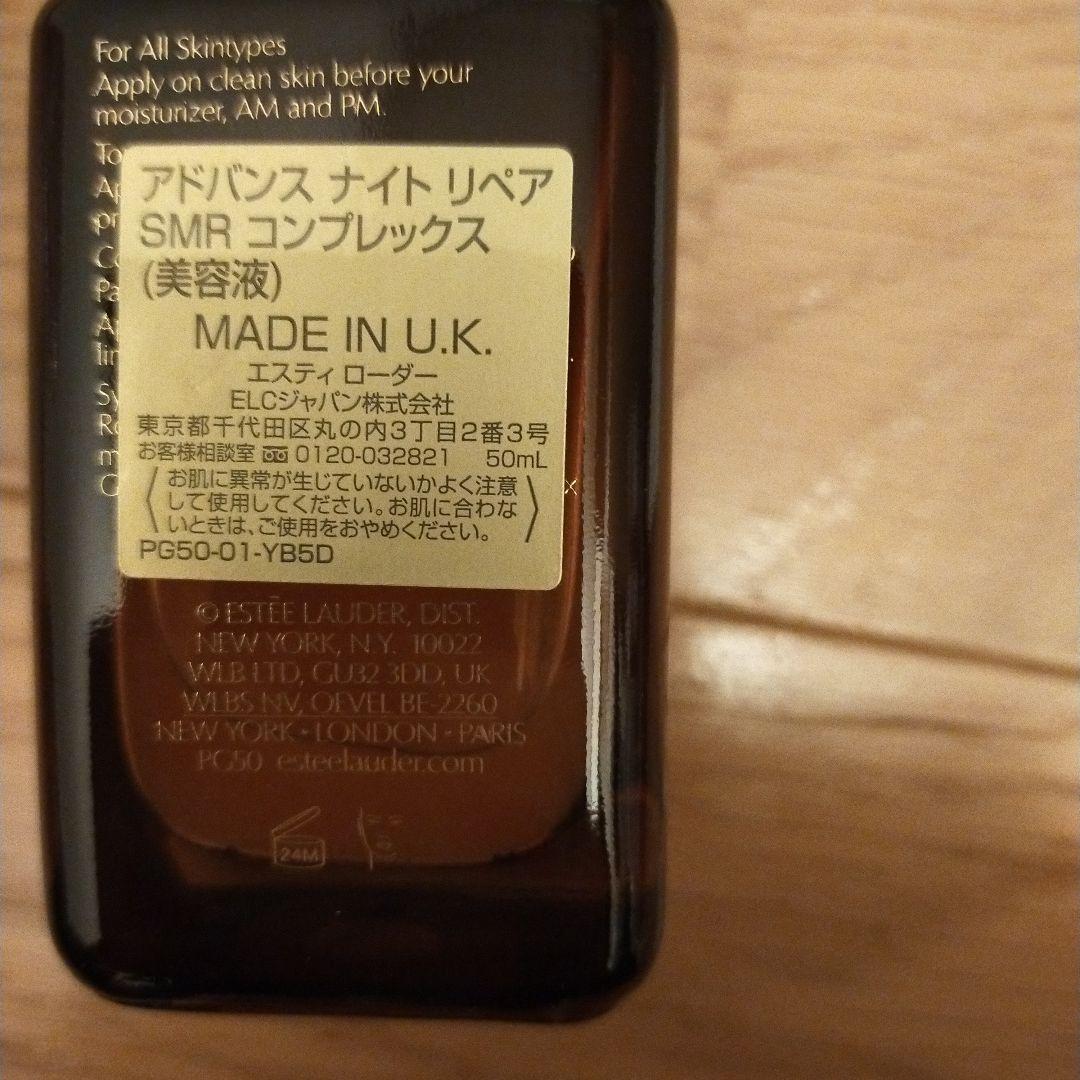 For All Skintypes
Apply on clean skin before your
moisturizer, AM and PM.
アドバンス ナイト リペア
SMR コンプレックス
(美容液)
MADE IN U.K.
エスティ ローダー
ELCジャパン株式会社
東京都千代田区丸の内3丁目2番3号
お客様相談室 0120-032821 50mL
〈お肌に異常が生じていないかよく注意
して使用してください。お肌に合わな
いときは、ご使用をおやめください。〉
PG50-01-YB5D
© ESTĒE LAUDER, DIST.
NEW YORK, N.Y. 10022
WLB LTD, GU32 3DD, UK
WLBS NV, OEVEL BE-2260
NEW YORK • LONDON • PARIS
PG50 esteelauder.com
24M